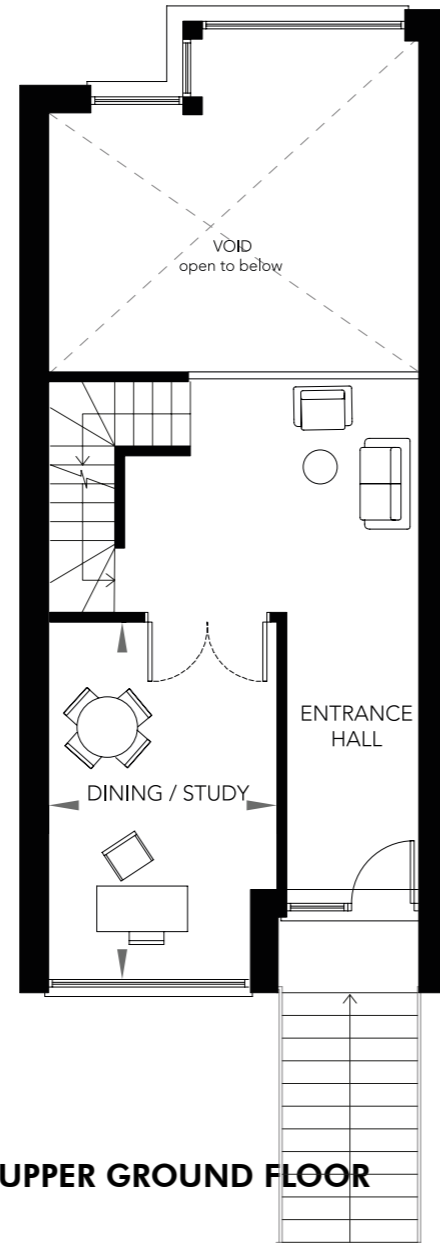 VOID
open to below
ENTRANCE
HALL
DINING / STUDY
UPPER GROUND FLOOR